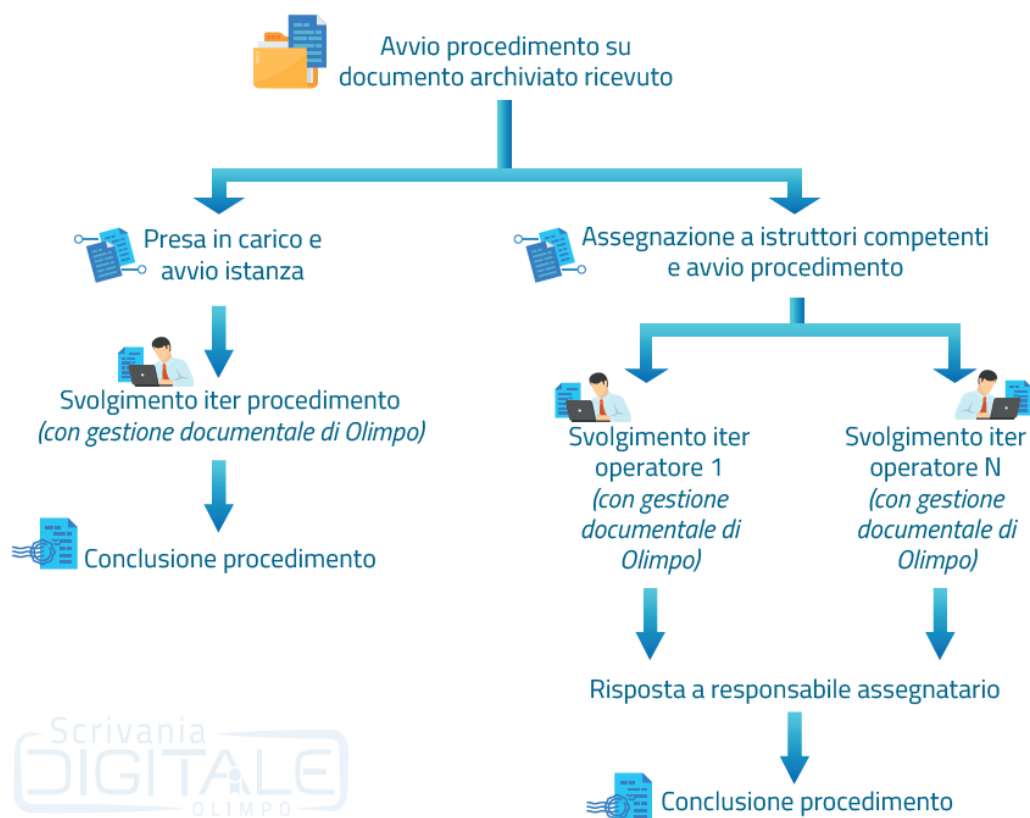 Avvio procedimento su
documento archiviato ricevuto
Presa in carico e
avvio istanza
Assegnazione a istruttori competenti
e avvio procedimento
Svolgimento iter procedimento
(con gestione documentale di Olimpo)
Svolgimento iter
operatore 1
(con gestione
documentale di
Olimpo)
Svolgimento iter
operatore N
(con gestione
documentale di
Olimpo)
Conclusione procedimento
Risposta a responsabile assegnatario
Conclusione procedimento
Scrivania
DIGITALE
OLIMPO